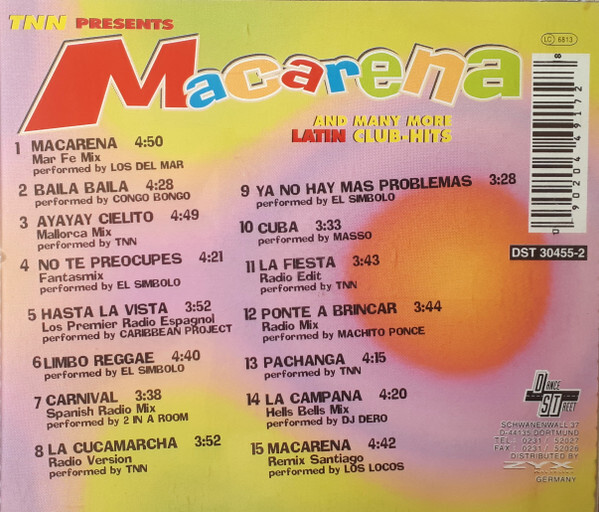 TNN PRESENTS
Macarena
AND MANY MORE
LATIN CLUB-HITS
LC 6813
1 MACARENA 4:50
Mar Fe Mix
performed by LOS DEL MAR
2 BAILA BAILA 4:28
performed by CONGO BONGO
3 AYAYAY CIELITO 4:49
Mallorca Mix
performed by TNN
4 NO TE PREOCUPES 4:21
Fantasmix
performed by EL SIMBOLO
5 HASTA LA VISTA 3:52
Los Premier Radio Espagnol
performed by CARIBBEAN PROJECT
6 LIMBO REGGAE 4:40
performed by EL SIMBOLO
7 CARNIVAL 3:38
Spanish Radio Mix
performed by 2 IN A ROOM
8 LA CUCAMARCHA 3:52
Radio Version
performed by TNN
9 YA NO HAY MAS PROBLEMAS 3:28
performed by EL SIMBOLO
10 CUBA 3:33
performed by MASSO
11 LA FIESTA 3:43
Radio Edit
performed by TNN
12 PONTE A BRINCAR 3:44
Radio Mix
performed by MACHITO PONCE
13 PACHANGA 4:15
performed by TNN
14 LA CAMPANA 4:20
Hells Bells Mix
performed by DJ DERO
15 MACARENA 4:42
Remix Santiago
performed by LOS LOCOS
0 90204 49172 8
DST 30455-2
DANCE
STREET
SCHWANENWALL 37
D-44135 DORTMUND
TEL : 0231 / 52027
FAX : 0231 / 52026
DISTRIBUTED BY
ZYX
GERMANY